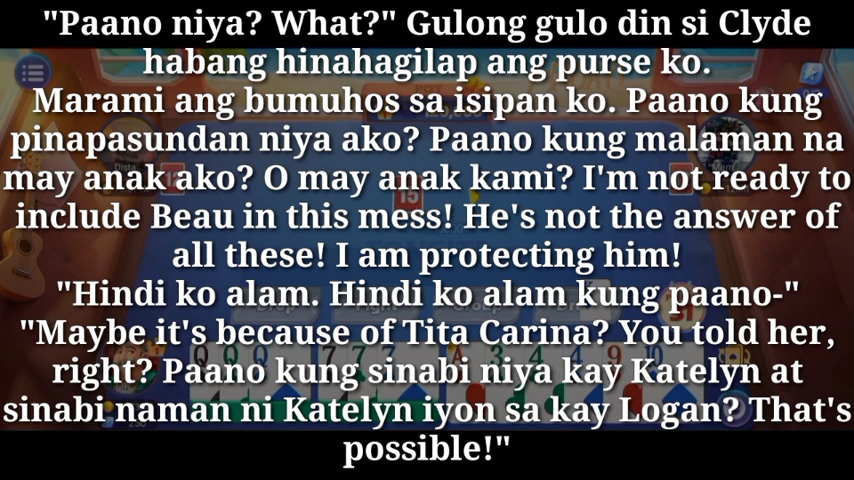 "Paano niya? What?" Gulong gulo din si Clyde
habang hinahagilap ang purse ko.
Marami ang bumuhos sa isipan ko. Paano kung
pinapasundan niya ako? Paano kung malaman na
may anak ako? O may anak kami? I'm not ready to
include Beau in this mess! He's not the answer of
all these! I am protecting him!
"Hindi ko alam. Hindi ko alam kung paano-"
"Maybe it's because of Tita Carina? You told her,
right? Paano kung sinabi niya kay Katelyn at
sinabi naman ni Katelyn iyon sa kay Logan? That's
possible!"